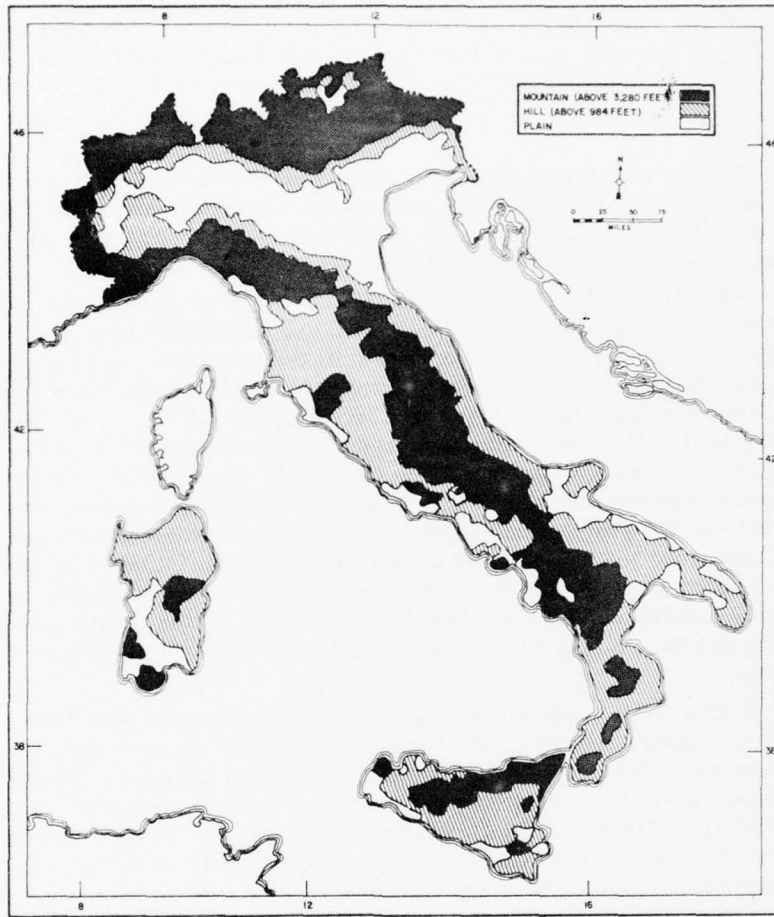 8
12
16
MOUNTAIN (ABOVE 3,280 FEET)
HILL (ABOVE 984 FEET)
PLAIN
46
46
N
0 25 50 75
MILES
42
42
38
38
8
12
16